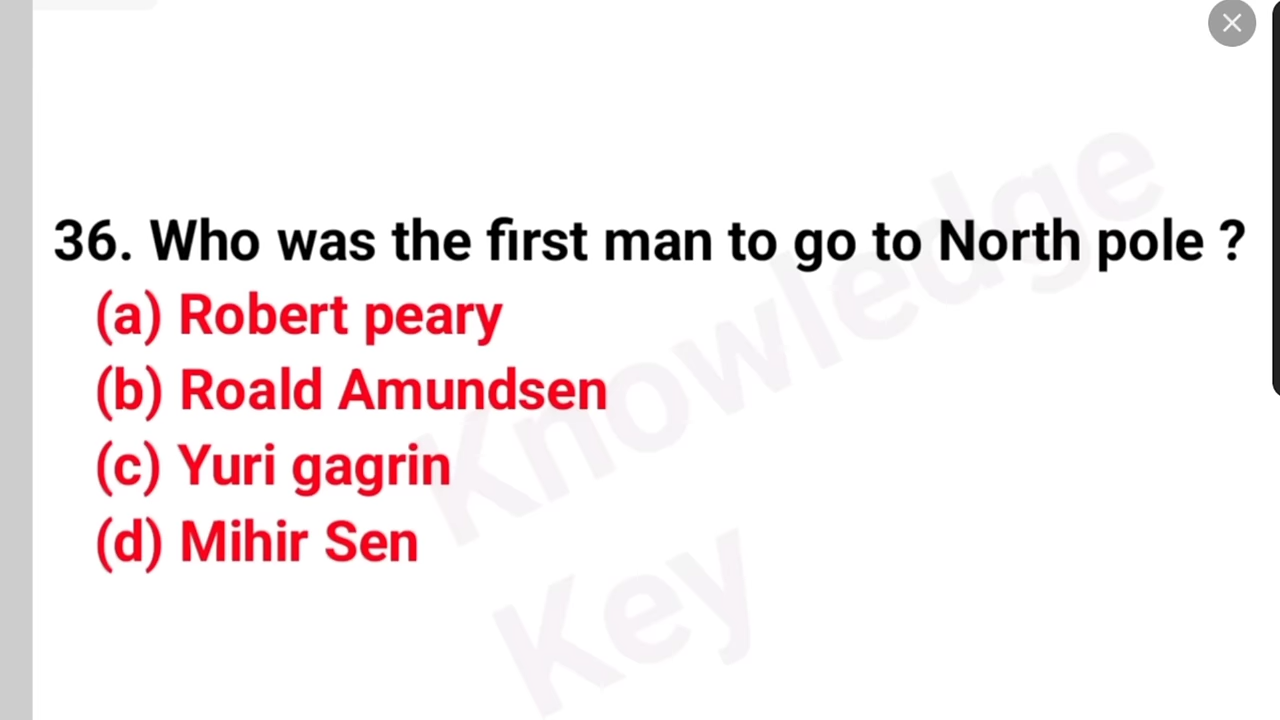 36. Who was the first man to go to North pole ?
(a) Robert peary
(b) Roald Amundsen
(c) Yuri gagrin
(d) Mihir Sen
Knowledge
Key